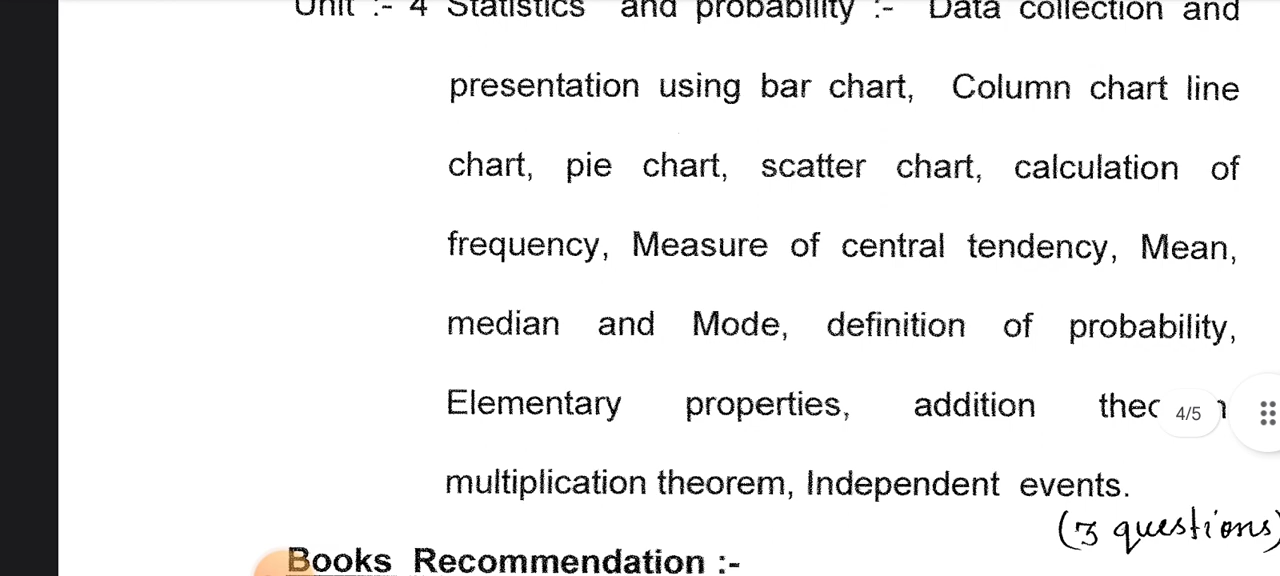 Unit :- 4 Statistics and probability :- Data collection and
presentation using bar chart, Column chart line
chart, pie chart, scatter chart, calculation of
frequency, Measure of central tendency, Mean,
median and Mode, definition of probability,
Elementary properties, addition
4/5
multiplication theorem, Independent events.
(3 questions)
Books Recommendation :-